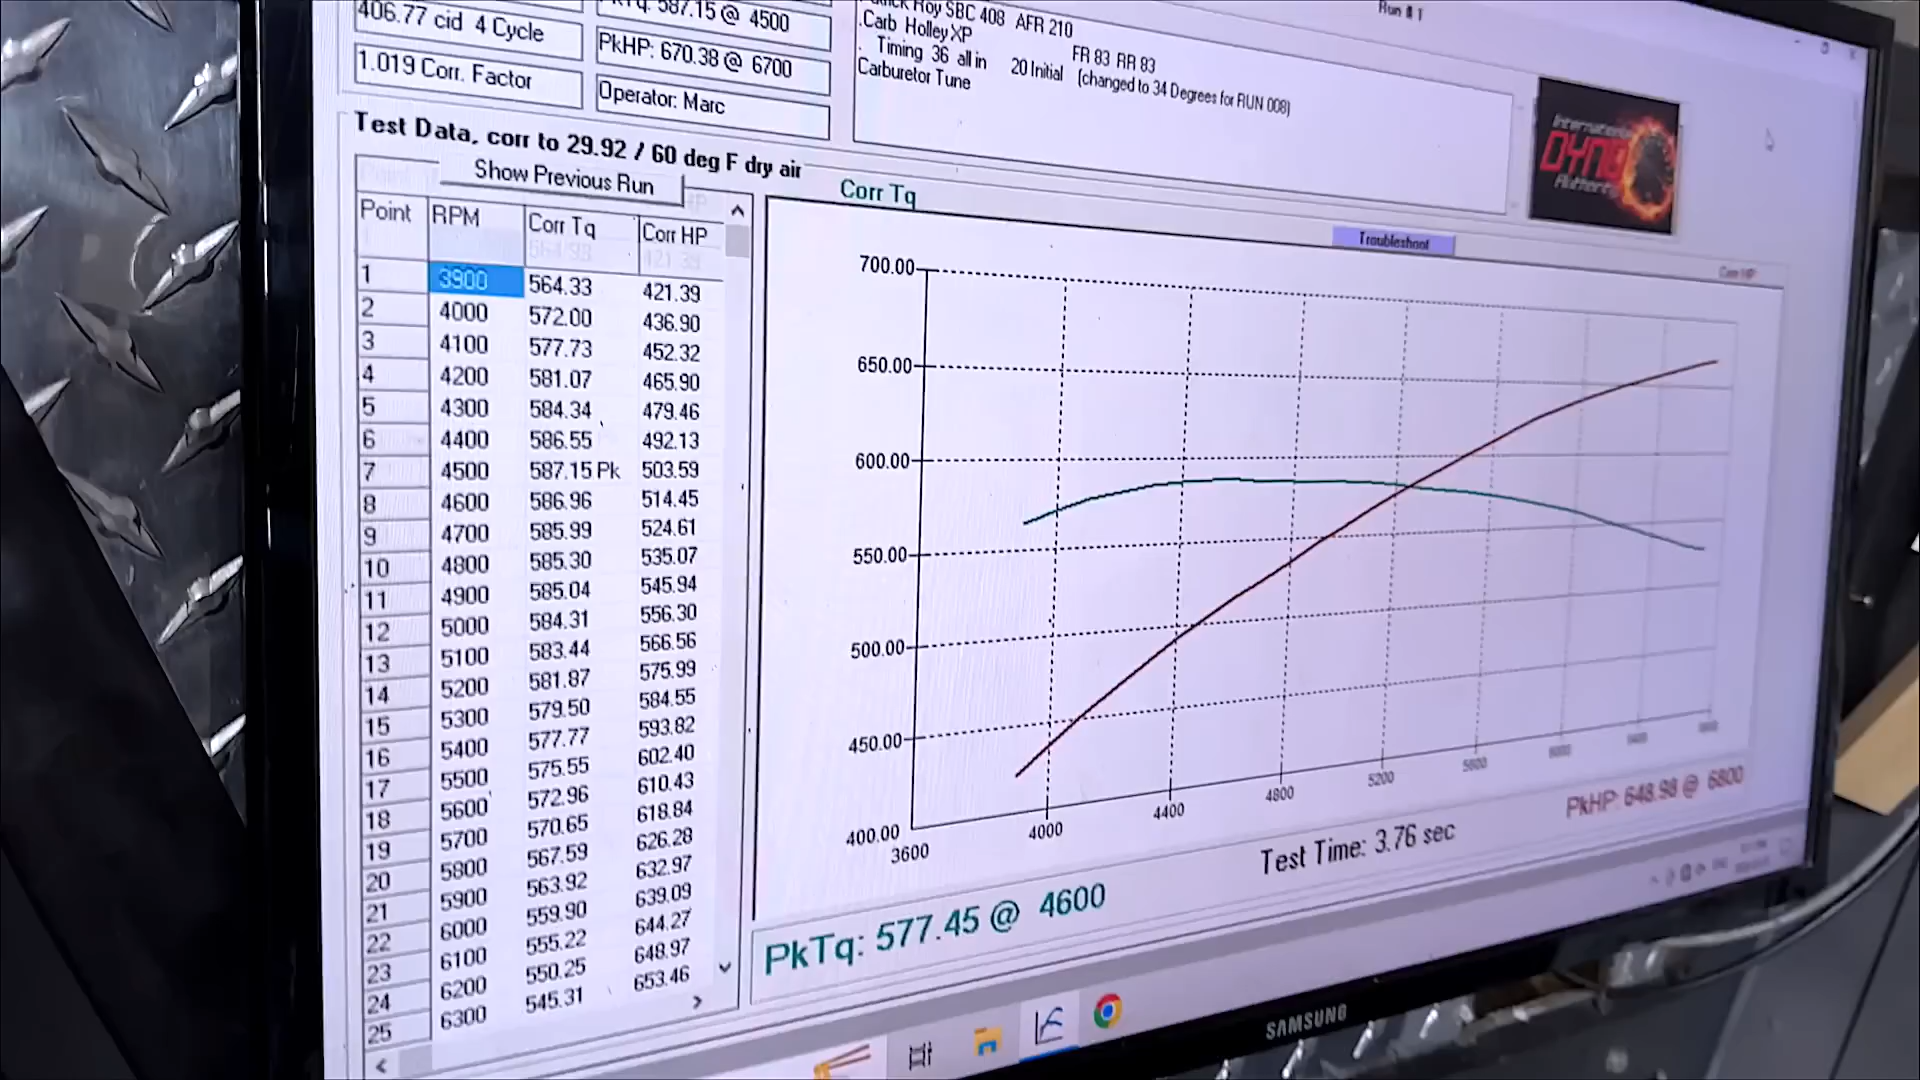 Run # 1
406.77 cid 4 Cycle
1.019 Corr. Factor
PkTq: 587.15 @ 4500
PkHP: 670.38 @ 6700
Operator: Marc
Roy SBC 408 AFR 210
Carb Holley XP FR 83 RR 83
Timing 36 all in 20 Initial (changed to 34 Degrees for RUN 008)
Carburetor Tune
Test Data, corr to 29.92 / 60 deg F dry air
Show Previous Run
Point RPM Corr Tq Corr HP
1 3900 564.33 421.39
2 4000 572.00 436.90
3 4100 577.73 452.32
4 4200 581.07 465.90
5 4300 584.34 479.46
6 4400 586.55 492.13
7 4500 587.15 Pk 503.59
8 4600 586.96 514.45
9 4700 585.99 524.61
10 4800 585.30 535.07
11 4900 585.04 545.94
12 5000 584.31 556.30
13 5100 583.44 566.56
14 5200 581.87 575.99
15 5300 579.50 584.55
16 5400 577.77 593.82
17 5500 575.55 602.40
18 5600 572.96 610.43
19 5700 570.65 618.84
20 5800 567.59 626.28
21 5900 563.92 632.97
22 6000 559.90 639.09
23 6100 555.22 644.27
24 6200 550.25 648.97
25 6300 545.31 653.46
Corr Tq
Troubleshoot
Corr HP
International
DYNO
Authority
700.00
650.00
600.00
550.00
500.00
450.00
400.00
3600 4000 4400 4800 5200 5600 6000 6400 6800
PkTq: 577.45 @ 4600
Test Time: 3.76 sec
PkHP: 648.98 @ 6800
SAMSUNG